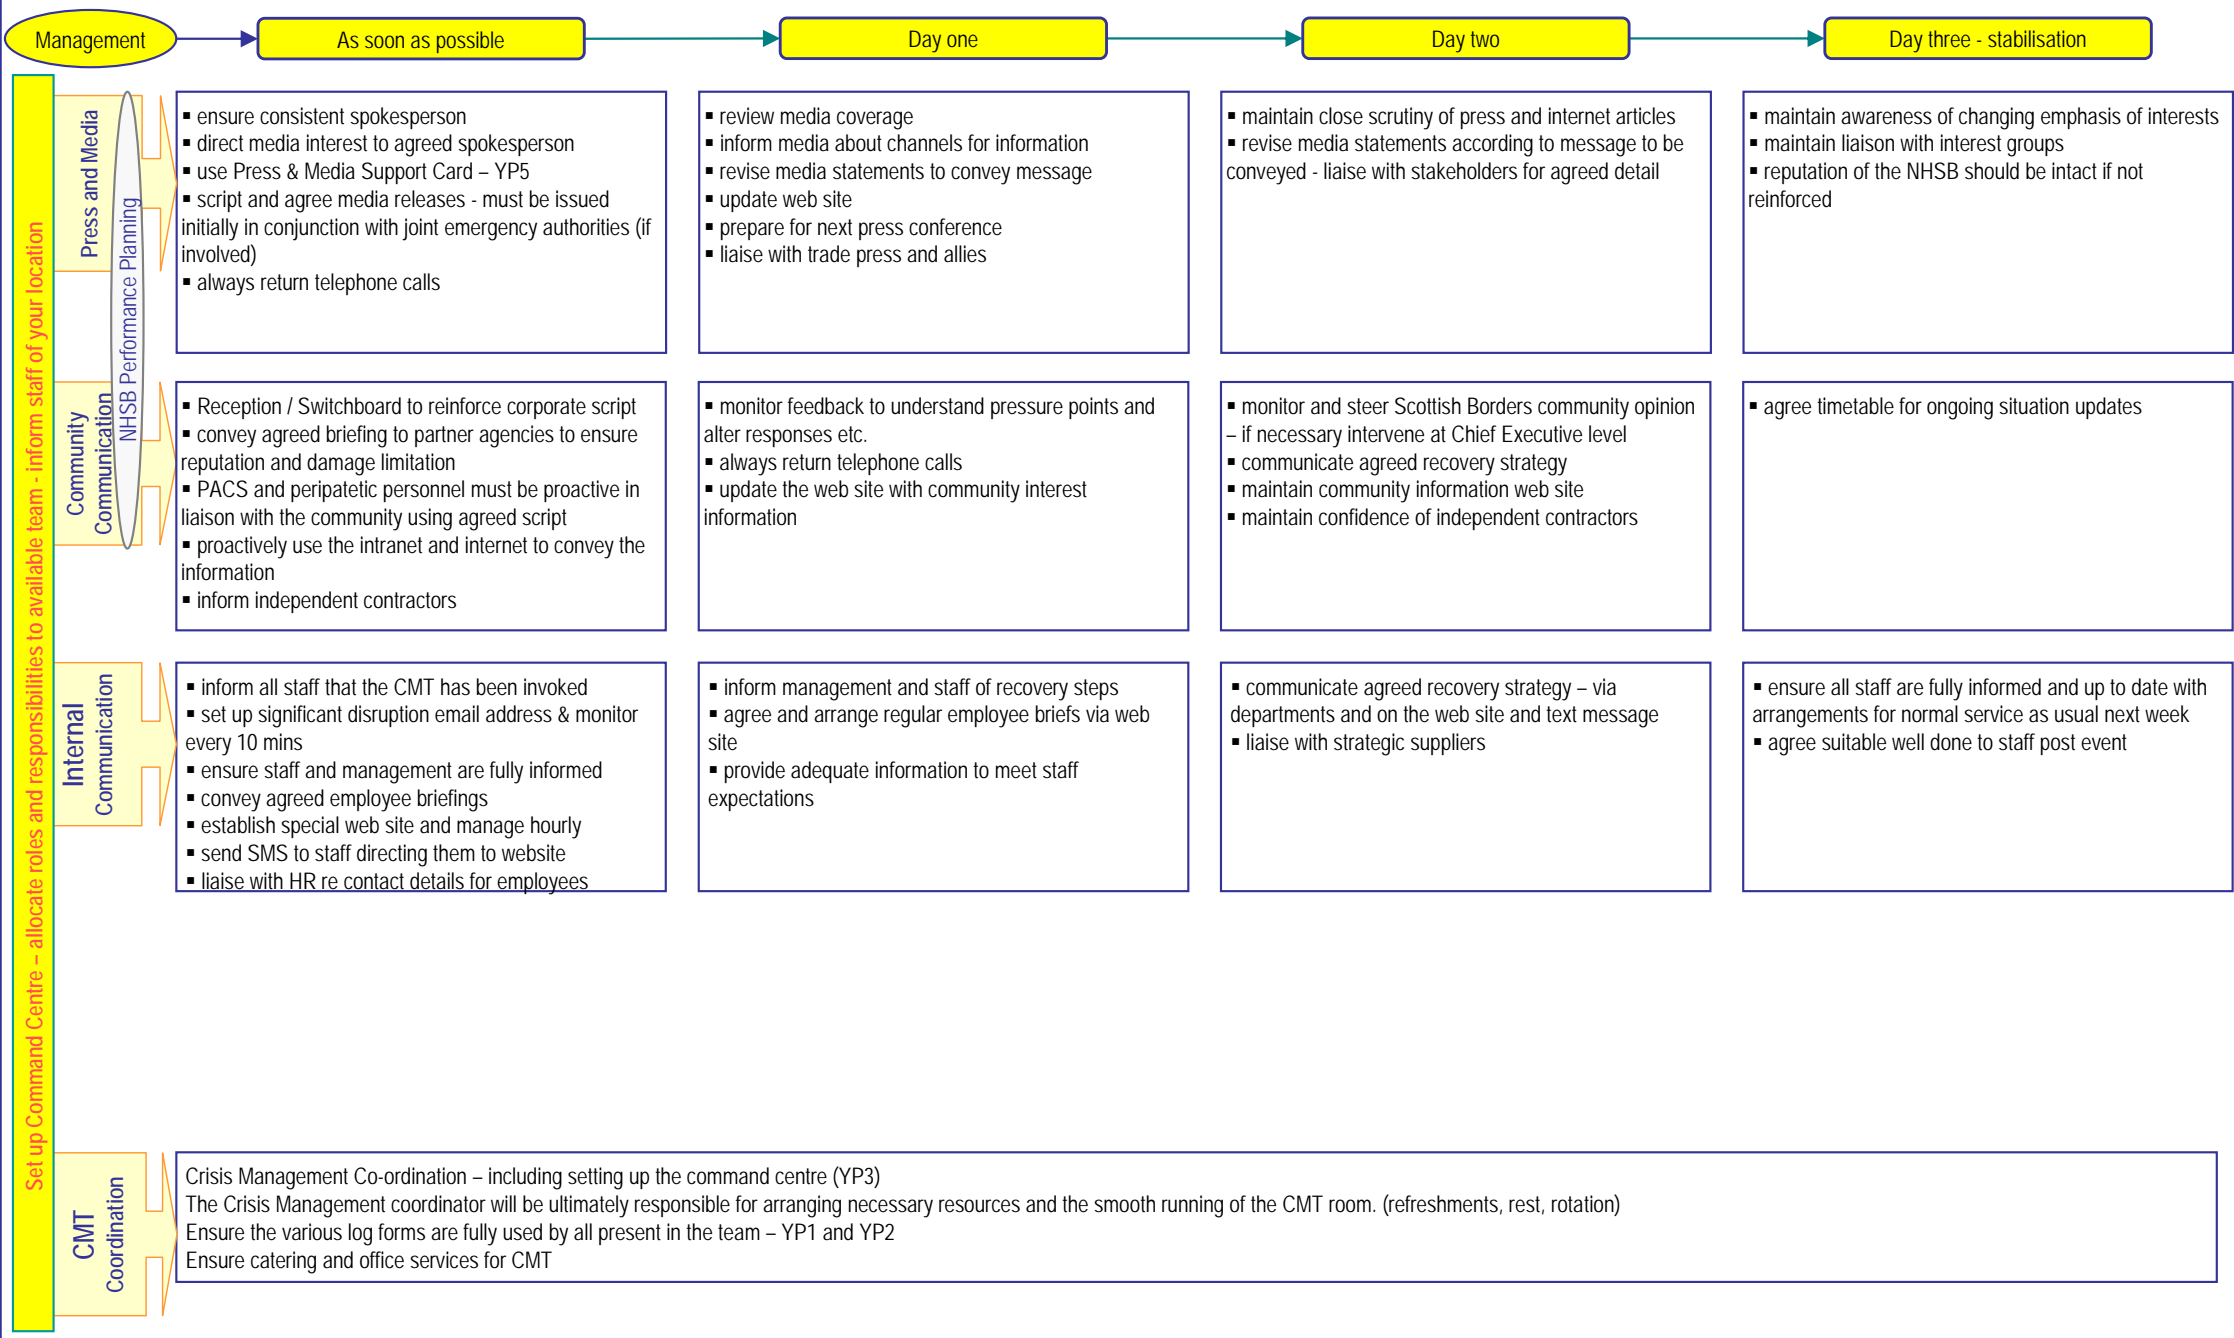 Management
As soon as possible
Day one
Day two
Day three - stabilisation
Set up Command Centre – allocate roles and responsibilities to available team - inform staff of your location
NHSB Performance Planning
Press and Media
▪ ensure consistent spokesperson
▪ direct media interest to agreed spokesperson
▪ use Press & Media Support Card – YP5
▪ script and agree media releases - must be issued
initially in conjunction with joint emergency authorities (if
involved)
▪ always return telephone calls
▪ review media coverage
▪ inform media about channels for information
▪ revise media statements to convey message
▪ update web site
▪ prepare for next press conference
▪ liaise with trade press and allies
▪ maintain close scrutiny of press and internet articles
▪ revise media statements according to message to be
conveyed - liaise with stakeholders for agreed detail
▪ maintain awareness of changing emphasis of interests
▪ maintain liaison with interest groups
▪ reputation of the NHSB should be intact if not
reinforced
Community
Communication
▪ Reception / Switchboard to reinforce corporate script
▪ convey agreed briefing to partner agencies to ensure
reputation and damage limitation
▪ PACS and peripatetic personnel must be proactive in
liaison with the community using agreed script
▪ proactively use the intranet and internet to convey the
information
▪ inform independent contractors
▪ monitor feedback to understand pressure points and
alter responses etc.
▪ always return telephone calls
▪ update the web site with community interest
information
▪ monitor and steer Scottish Borders community opinion
– if necessary intervene at Chief Executive level
▪ communicate agreed recovery strategy
▪ maintain community information web site
▪ maintain confidence of independent contractors
▪ agree timetable for ongoing situation updates
Internal
Communication
▪ inform all staff that the CMT has been invoked
▪ set up significant disruption email address & monitor
every 10 mins
▪ ensure staff and management are fully informed
▪ convey agreed employee briefings
▪ establish special web site and manage hourly
▪ send SMS to staff directing them to website
▪ liaise with HR re contact details for employees
▪ inform management and staff of recovery steps
▪ agree and arrange regular employee briefs via web
site
▪ provide adequate information to meet staff
expectations
▪ communicate agreed recovery strategy – via
departments and on the web site and text message
▪ liaise with strategic suppliers
▪ ensure all staff are fully informed and up to date with
arrangements for normal service as usual next week
▪ agree suitable well done to staff post event
CMT
Coordination
Crisis Management Co-ordination – including setting up the command centre (YP3)
The Crisis Management coordinator will be ultimately responsible for arranging necessary resources and the smooth running of the CMT room. (refreshments, rest, rotation)
Ensure the various log forms are fully used by all present in the team – YP1 and YP2
Ensure catering and office services for CMT